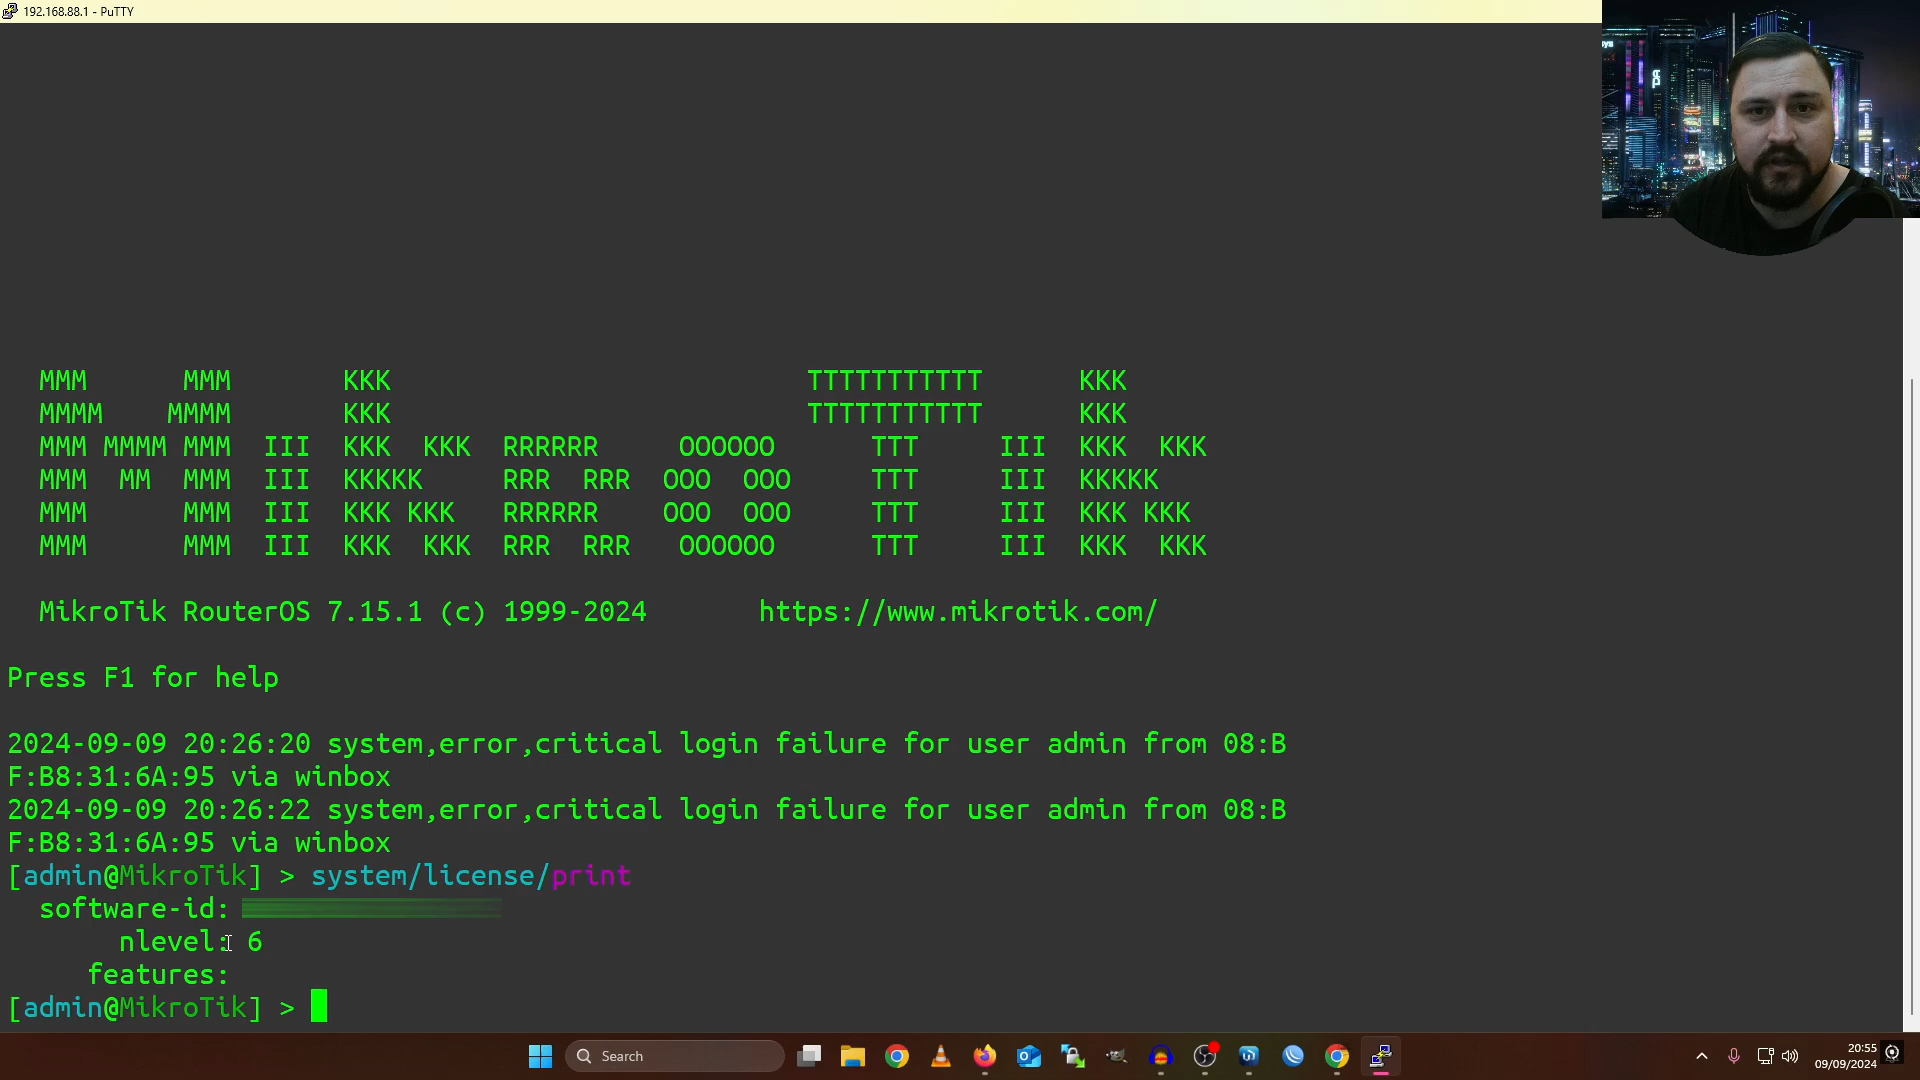 192.168.88.1 - PuTTY
MMM      MMM       KKK                          TTTTTTTTTTT      KKK
MMMM    MMMM       KKK                          TTTTTTTTTTT      KKK
MMM MMMM MMM  III  KKK  KKK  RRRRRR     OOOOOO      TTT     III  KKK  KKK
MMM  MM  MMM  III  KKKKK     RRR  RRR  OOO  OOO     TTT     III  KKKKK
MMM      MMM  III  KKK KKK   RRRRRR    OOO  OOO     TTT     III  KKK KKK
MMM      MMM  III  KKK  KKK  RRR  RRR   OOOOOO      TTT     III  KKK  KKK
MikroTik RouterOS 7.15.1 (c) 1999-2024       https://www.mikrotik.com/
Press F1 for help
2024-09-09 20:26:20 system,error,critical login failure for user admin from 08:B
F:B8:31:6A:95 via winbox
2024-09-09 20:26:22 system,error,critical login failure for user admin from 08:B
F:B8:31:6A:95 via winbox
[admin@MikroTik] > system/license/print
software-id:
nlevel: 6
features:
[admin@MikroTik] >
Search
20:55
09/09/2024